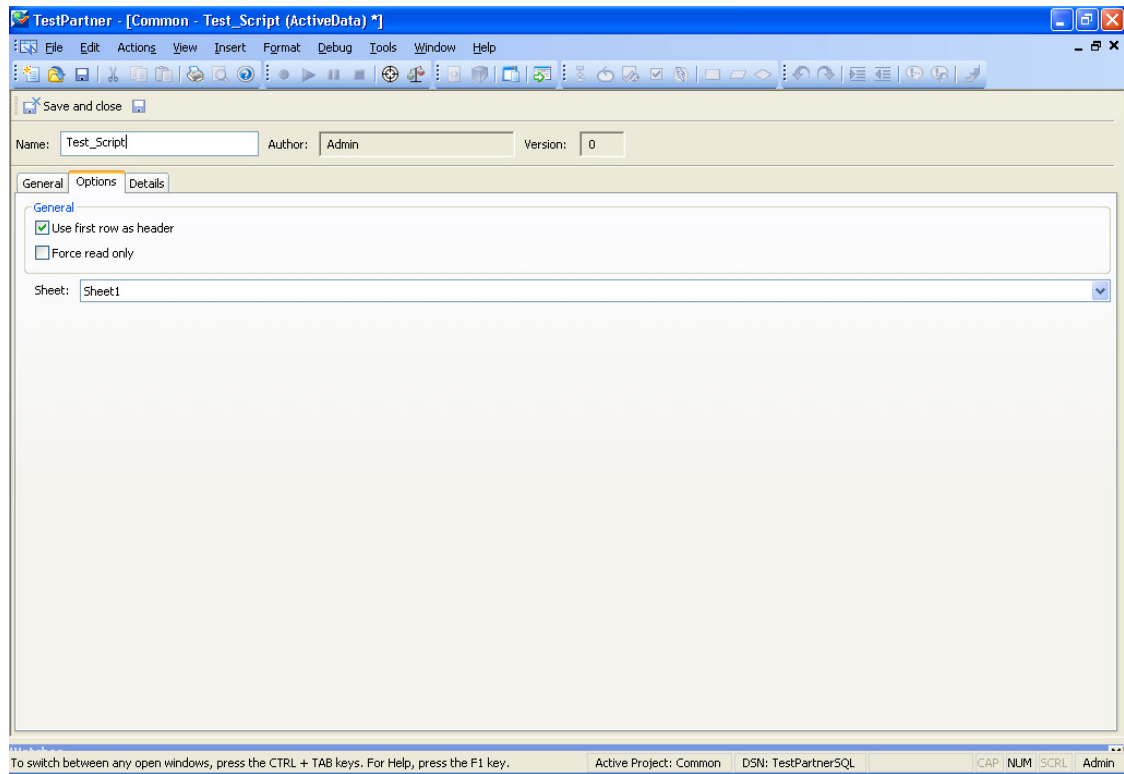 TestPartner - [Common - Test_Script (ActiveData) *]
File Edit Actions View Insert Format Debug Tools Window Help
Save and close
Name: Test_Script Author: Admin Version: 0
General Options Details
General
Use first row as header
Force read only
Sheet: Sheet1
To switch between any open windows, press the CTRL + TAB keys. For Help, press the F1 key. Active Project: Common DSN: TestPartnerSQL CAP NUM SCRL Admin